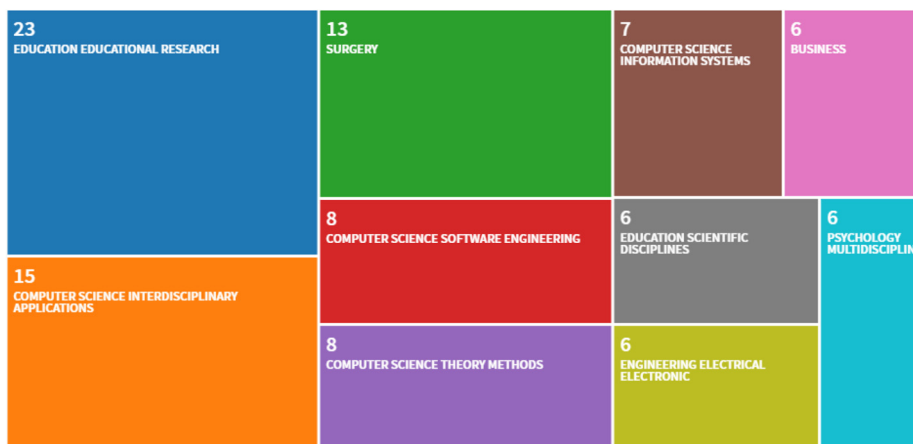 23
EDUCATION EDUCATIONAL RESEARCH
15
COMPUTER SCIENCE INTERDISCIPLINARY
APPLICATIONS
13
SURGERY
8
COMPUTER SCIENCE SOFTWARE ENGINEERING
8
COMPUTER SCIENCE THEORY METHODS
7
COMPUTER SCIENCE
INFORMATION SYSTEMS
6
BUSINESS
6
EDUCATION SCIENTIFIC
DISCIPLINES
6
ENGINEERING ELECTRICAL
ELECTRONIC
6
PSYCHOLOGY
MULTIDISCIPLIN